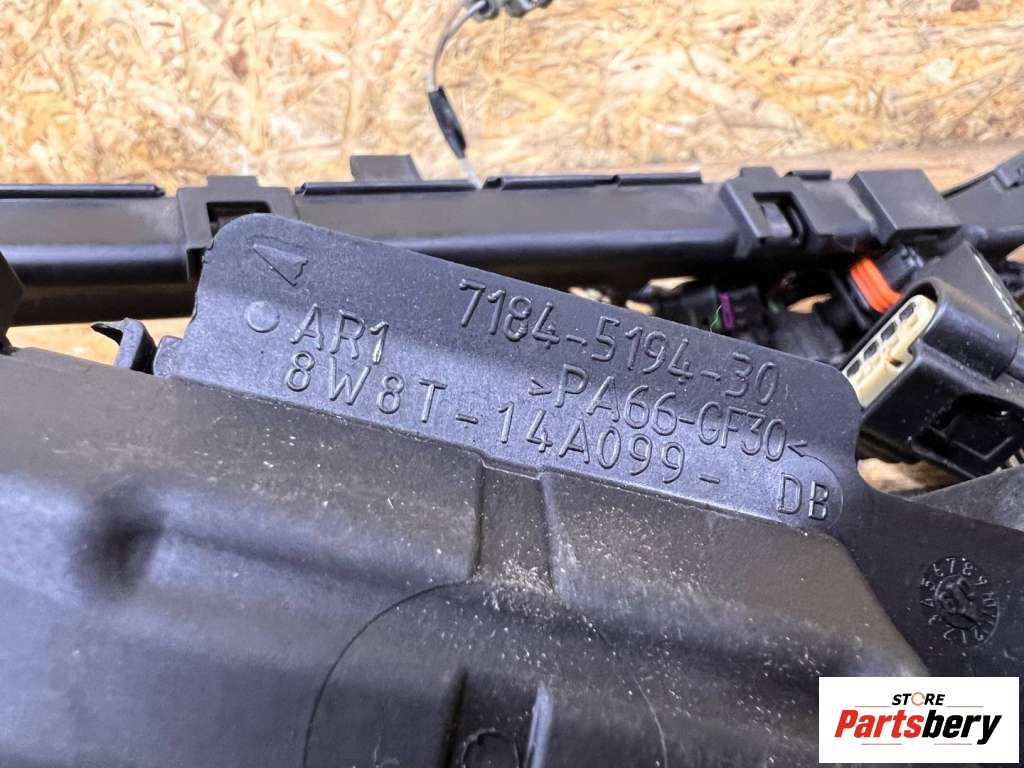 7184-5194-30
AR1 >PA66-GF30<
8W8T-14A099-DB
STORE
Partsbery